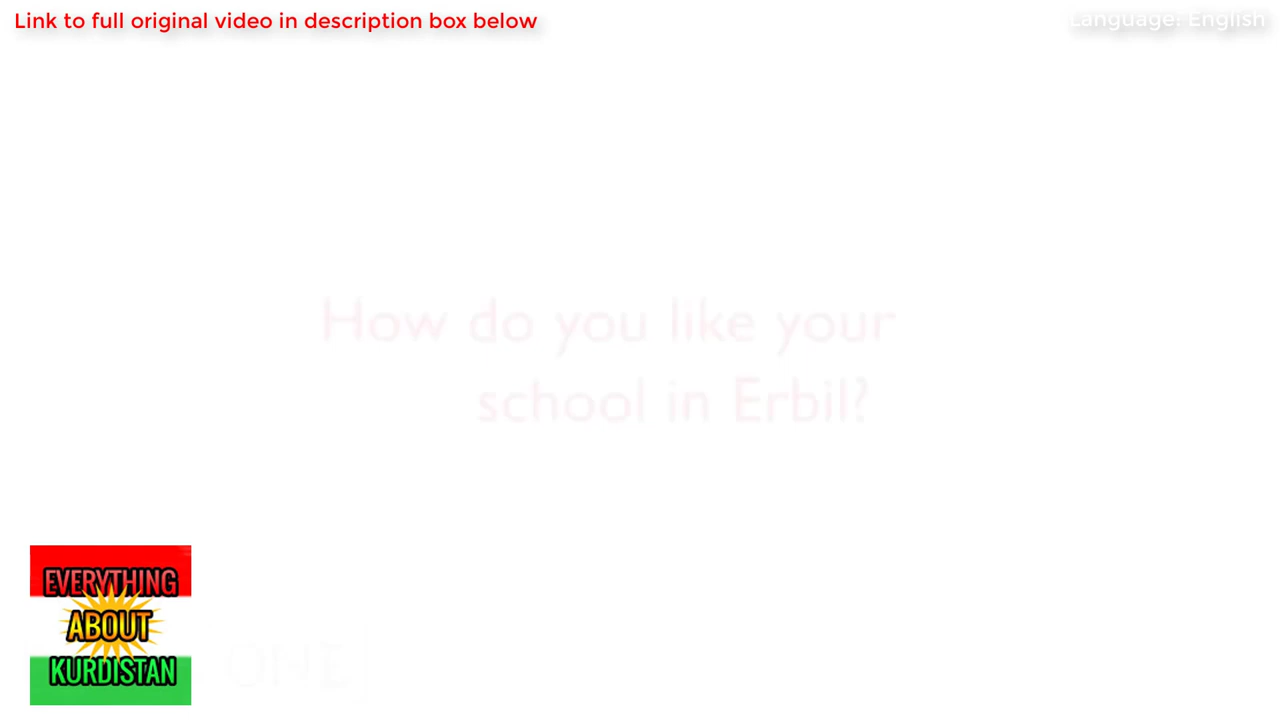 Link to full original video in description box below
Language: English
How do you like your
school in Erbil?
EVERYTHING
ABOUT
KURDISTAN
ONE